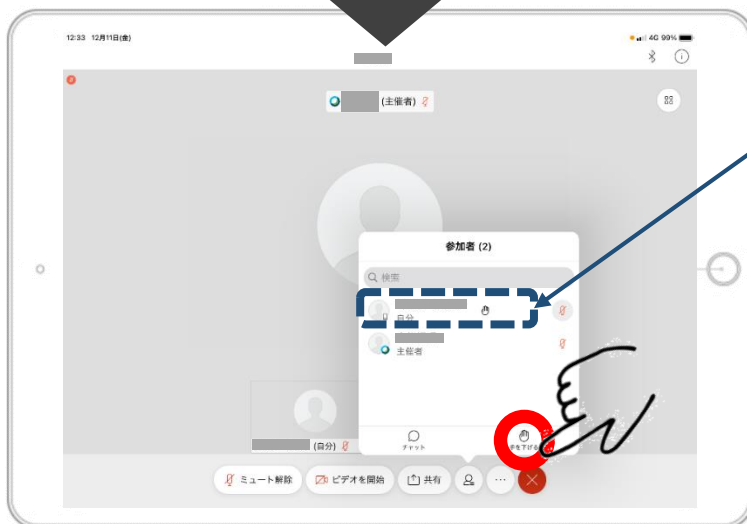 12:33 12月11日(金)
4G 99%
(主催者)
参加者 (2)
検索
自分
主催者
チャット
手を下げる
(自分)
ミュート解除
ビデオを開始
共有